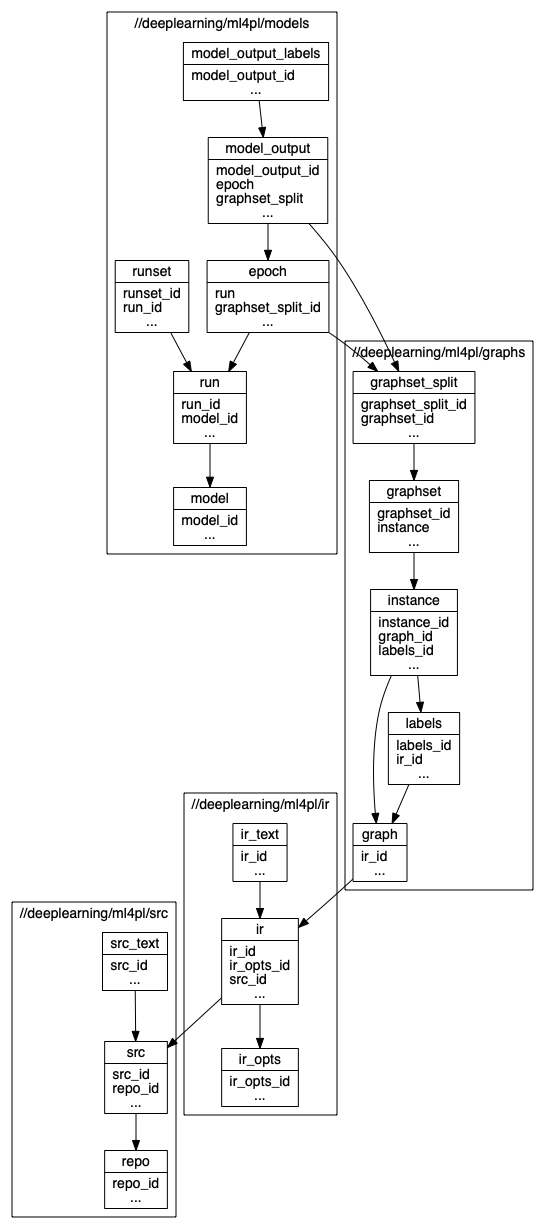 //deeplearning/ml4pl/models
model_output_labels
model_output_id
...
model_output
model_output_id
epoch
graphset_split
...
runset
runset_id
run_id
...
epoch
run
graphset_split_id
...
run
run_id
model_id
...
model
model_id
...
//deeplearning/ml4pl/graphs
graphset_split
graphset_split_id
graphset_id
...
graphset
graphset_id
instance
...
instance
instance_id
graph_id
labels_id
...
labels
labels_id
ir_id
...
graph
ir_id
...
//deeplearning/ml4pl/ir
ir_text
ir_id
...
ir
ir_id
ir_opts_id
src_id
...
ir_opts
ir_opts_id
...
//deeplearning/ml4pl/src
src_text
src_id
...
src
src_id
repo_id
...
repo
repo_id
...